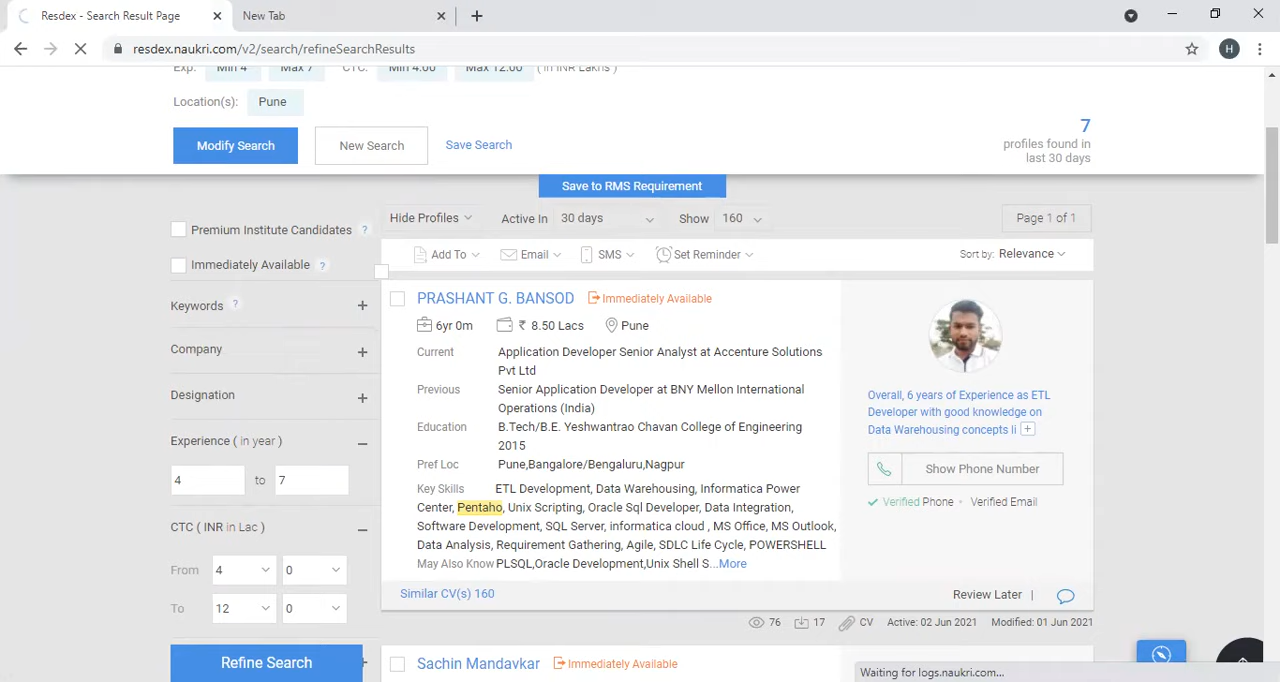 Resdex - Search Result Page
New Tab
resdex.naukri.com/v2/search/refineSearchResults
H
Exp: Min 4 Max 7 CTC: Min 4.00 Max 12.00 ( in INR Lakhs )
Location(s): Pune
Modify Search New Search Save Search
7
profiles found in
last 30 days
Save to RMS Requirement
Hide Profiles Active In 30 days Show 160 Page 1 of 1
Add To Email SMS Set Reminder Sort by: Relevance
Premium Institute Candidates ?
Immediately Available ?
Keywords ? +
Company +
Designation +
Experience ( in year ) –
4 to 7
CTC ( INR in Lac ) –
From 4 0
To 12 0
Refine Search +
PRASHANT G. BANSOD Immediately Available
6yr 0m ₹ 8.50 Lacs Pune
Current Application Developer Senior Analyst at Accenture Solutions
Pvt Ltd
Previous Senior Application Developer at BNY Mellon International
Operations (India)
Education B.Tech/B.E. Yeshwantrao Chavan College of Engineering
2015
Pref Loc Pune,Bangalore/Bengaluru,Nagpur
Key Skills ETL Development, Data Warehousing, Informatica Power
Center, Pentaho, Unix Scripting, Oracle Sql Developer, Data Integration,
Software Development, SQL Server, informatica cloud , MS Office, MS Outlook,
Data Analysis, Requirement Gathering, Agile, SDLC Life Cycle, POWERSHELL
May Also Know PLSQL,Oracle Development,Unix Shell S...More
Overall, 6 years of Experience as ETL
Developer with good knowledge on
Data Warehousing concepts li +
Show Phone Number
Verified Phone • Verified Email
Similar CV(s) 160 Review Later |
76 17 CV Active: 02 Jun 2021 Modified: 01 Jun 2021
Sachin Mandavkar Immediately Available
Waiting for logs.naukri.com...